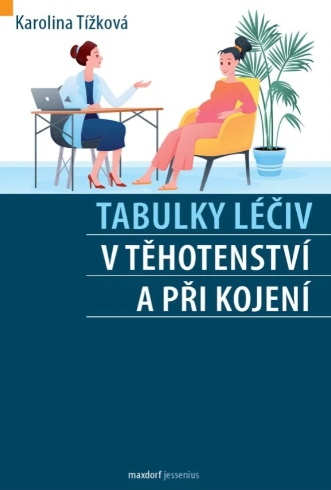 Karolina Tížková
TABULKY LÉČIV
V TĚHOTENSTVÍ
A PŘI KOJENÍ
maxdorf jessenius